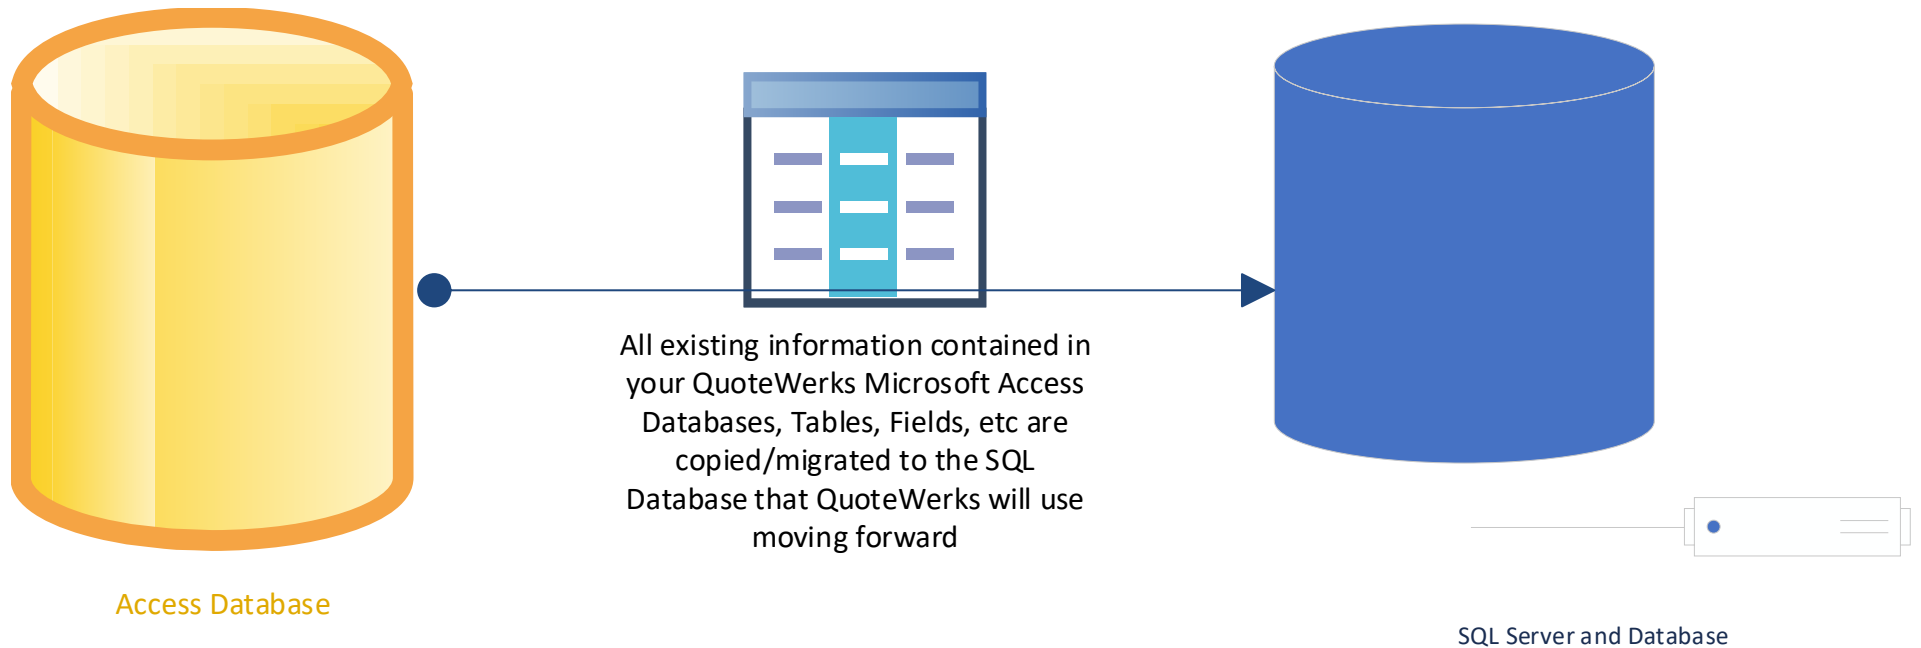 All existing information contained in
your QuoteWerks Microsoft Access
Databases, Tables, Fields, etc are
copied/migrated to the SQL
Database that QuoteWerks will use
moving forward
Access Database
SQL Server and Database